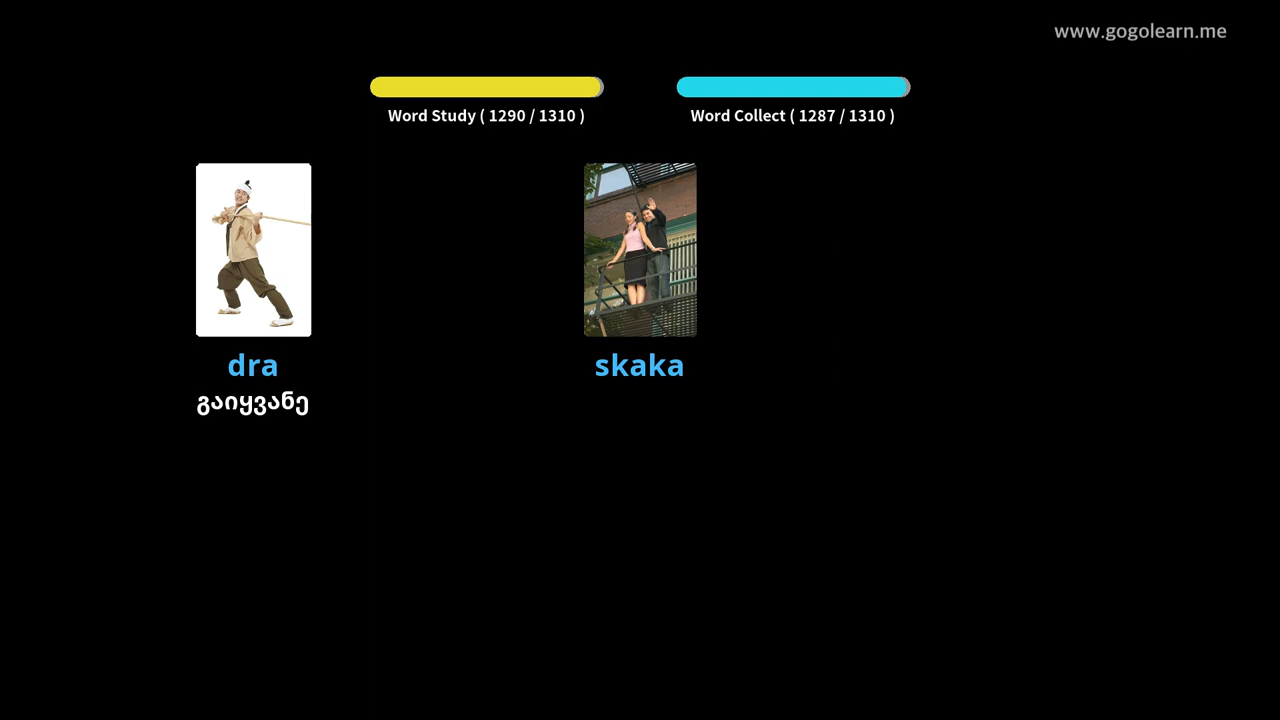 www.gogolearn.me
Word Study ( 1290 / 1310 )
Word Collect ( 1287 / 1310 )
dra
skaka
გაიყვანე